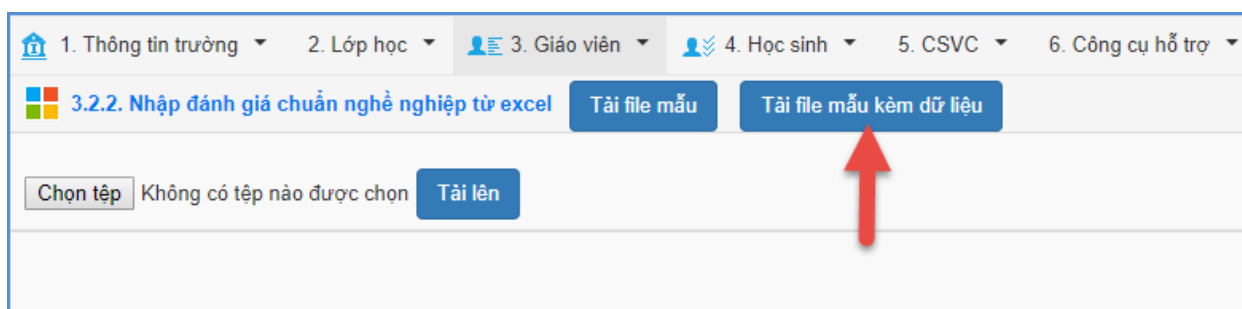 1. Thông tin trường 2. Lớp học 3. Giáo viên 4. Học sinh 5. CSVC 6. Công cụ hỗ trợ
3.2.2. Nhập đánh giá chuẩn nghề nghiệp từ excel Tải file mẫu Tải file mẫu kèm dữ liệu
Chọn tệp Không có tệp nào được chọn Tải lên